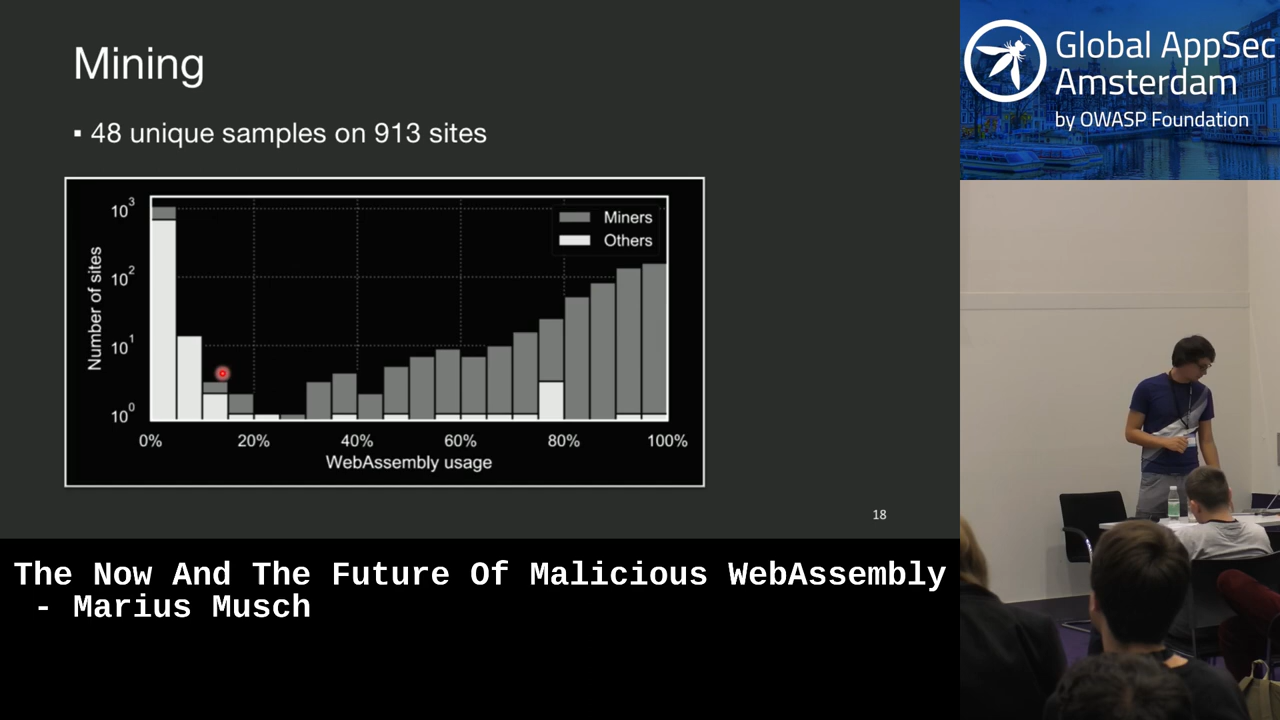 Mining
▪ 48 unique samples on 913 sites
10³
10²
10¹
10⁰
Number of sites
Miners
Others
0% 20% 40% 60% 80% 100%
WebAssembly usage
18
Global AppSec
Amsterdam
by OWASP Foundation
The Now And The Future Of Malicious WebAssembly
- Marius Musch